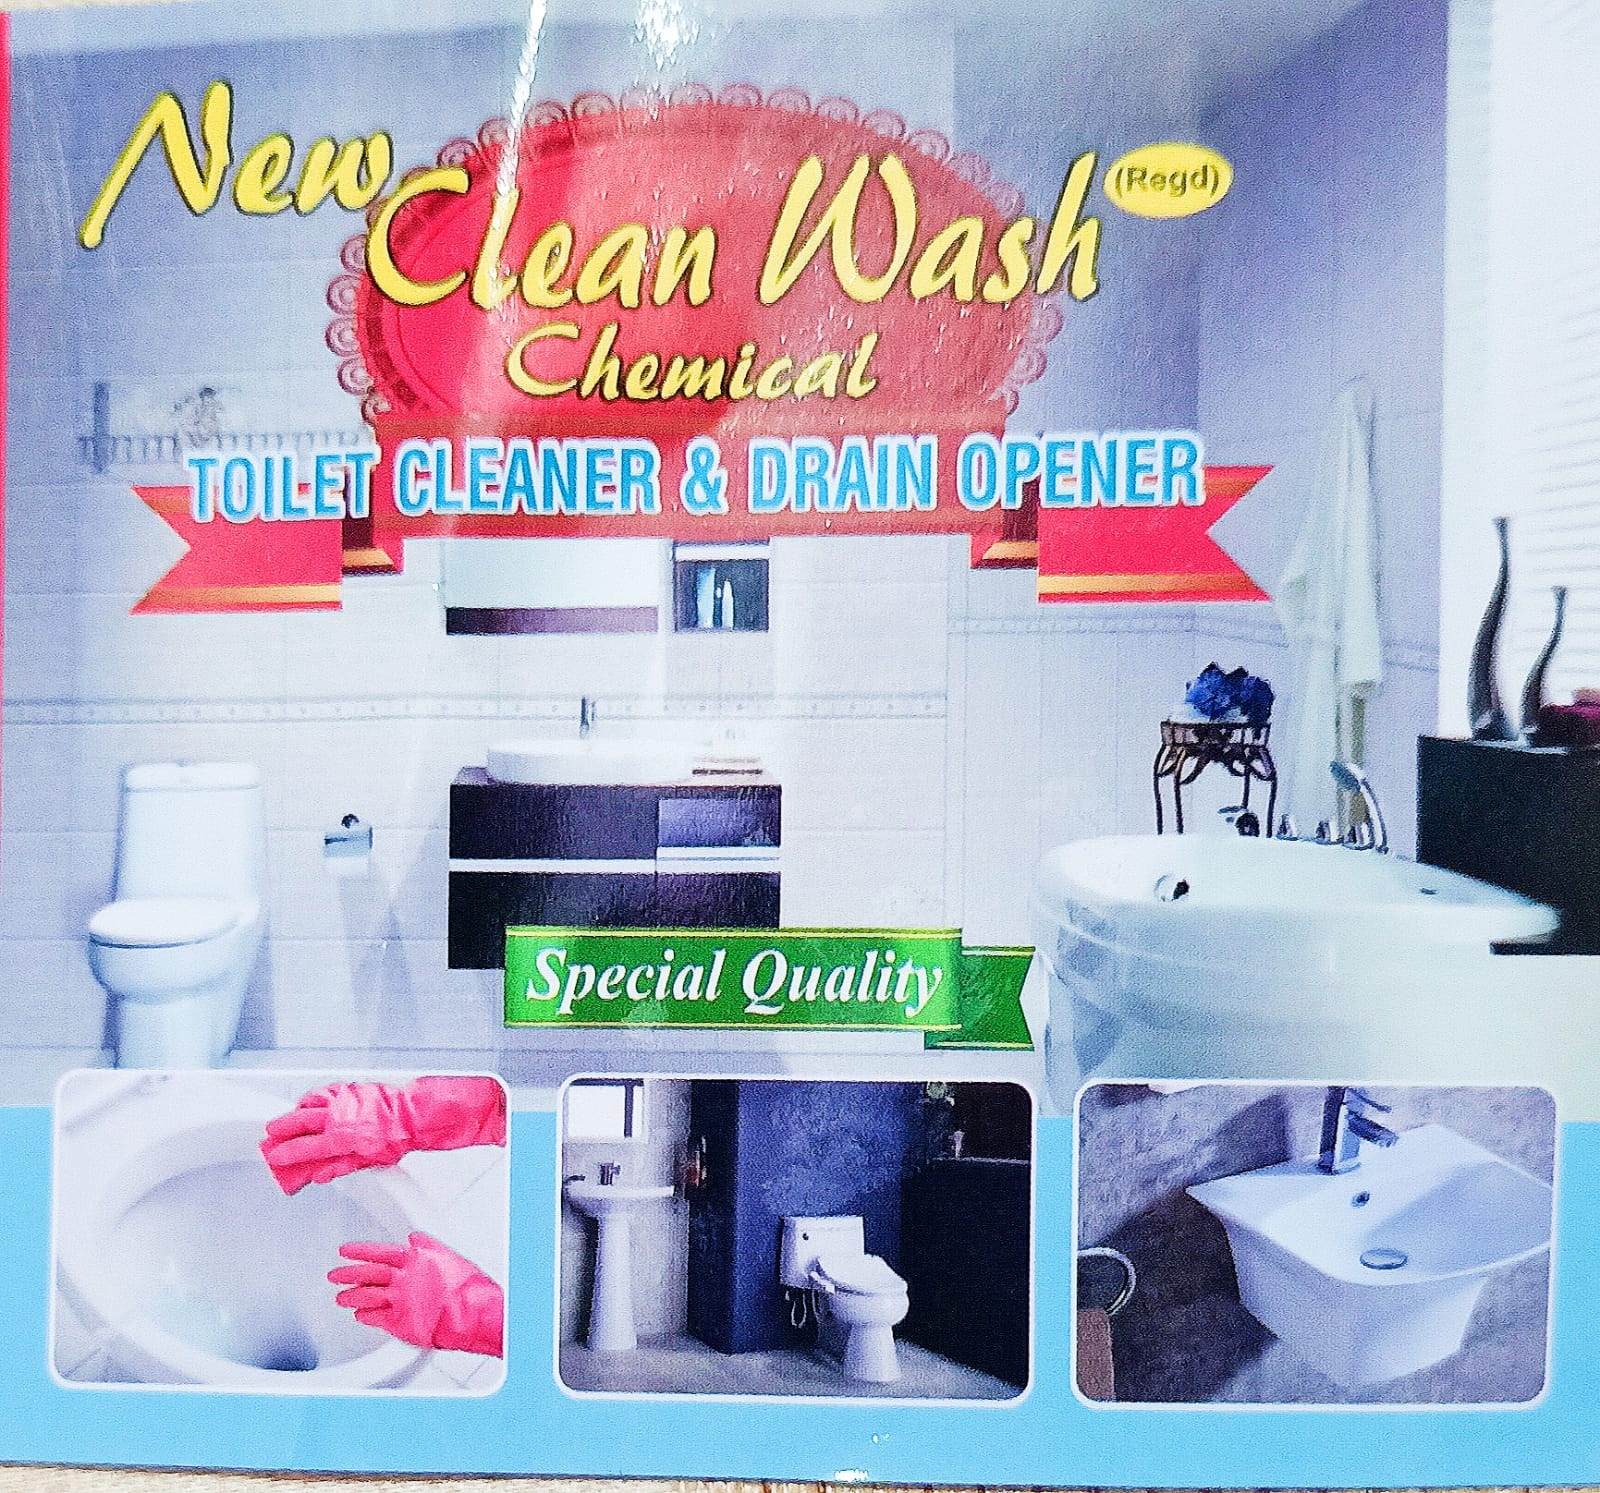 New
Clean Wash (Regd)
Chemical
TOILET CLEANER & DRAIN OPENER
Special Quality